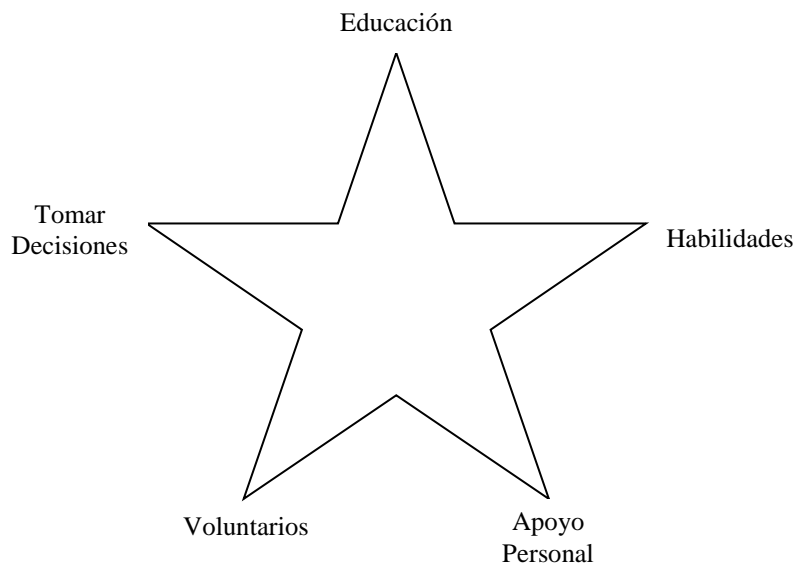 Educación
Tomar
Decisiones
Habilidades
Voluntarios
Apoyo
Personal